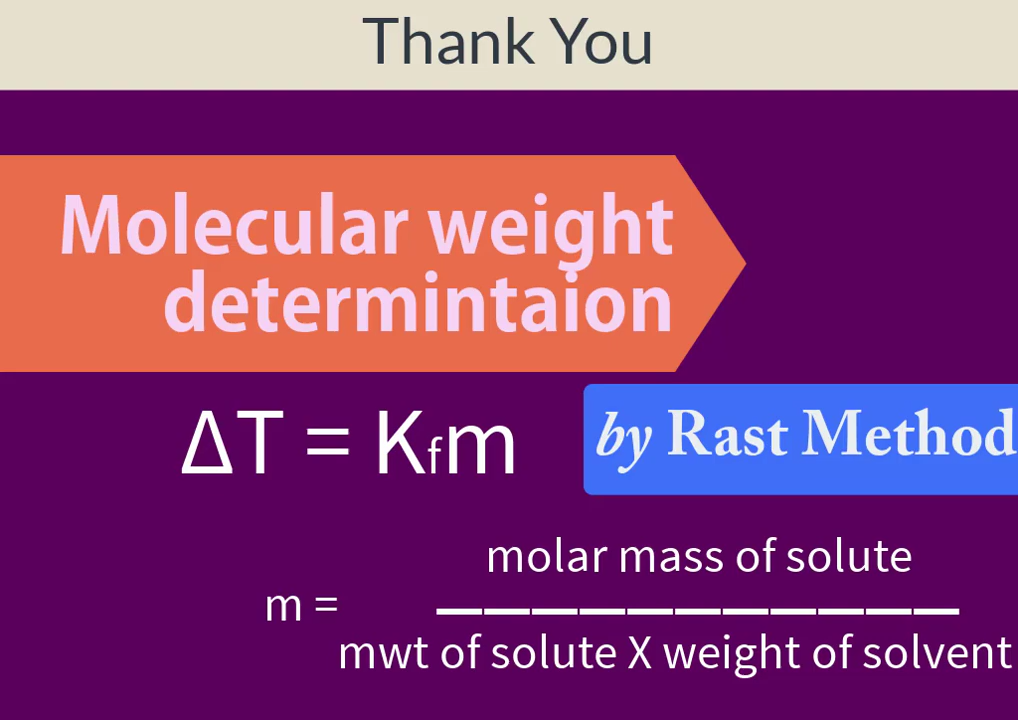 Thank You
Molecular weight
determintaion
ΔT = Kfm
by Rast Method
molar mass of solute
m =
mwt of solute X weight of solvent